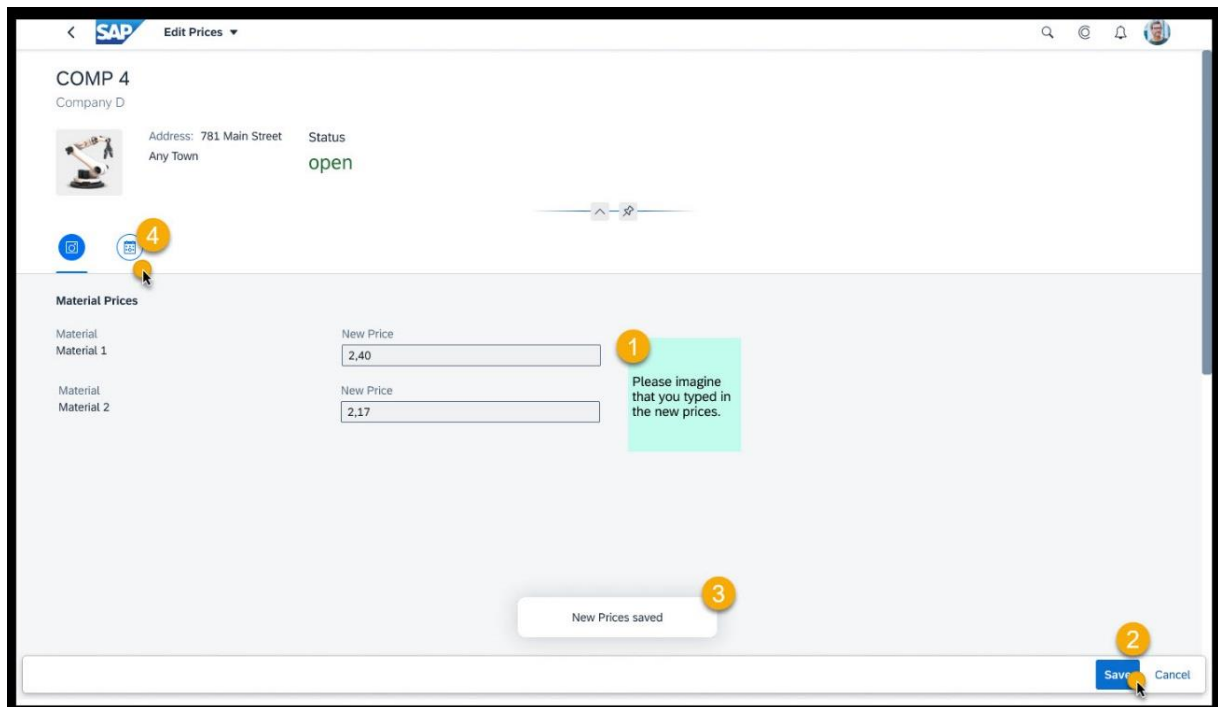 SAP Edit Prices
COMP 4
Company D
Address: 781 Main Street
Any Town
Status
open
4
Material Prices
Material
Material 1
New Price
2,40
1
Please imagine
that you typed in
the new prices.
Material
Material 2
New Price
2,17
3
New Prices saved
2
Save
Cancel